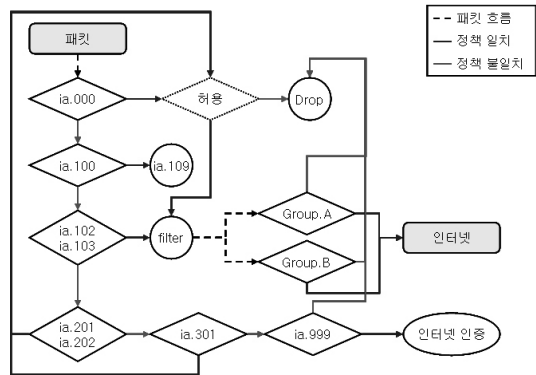 패킷
패킷 흐름
정책 일치
정책 불일치
ia.000
허용
Drop
ia.100
ia.109
ia.102
ia.103
filter
Group.A
Group.B
인터넷
ia.201
ia.202
ia.301
ia.999
인터넷 인증